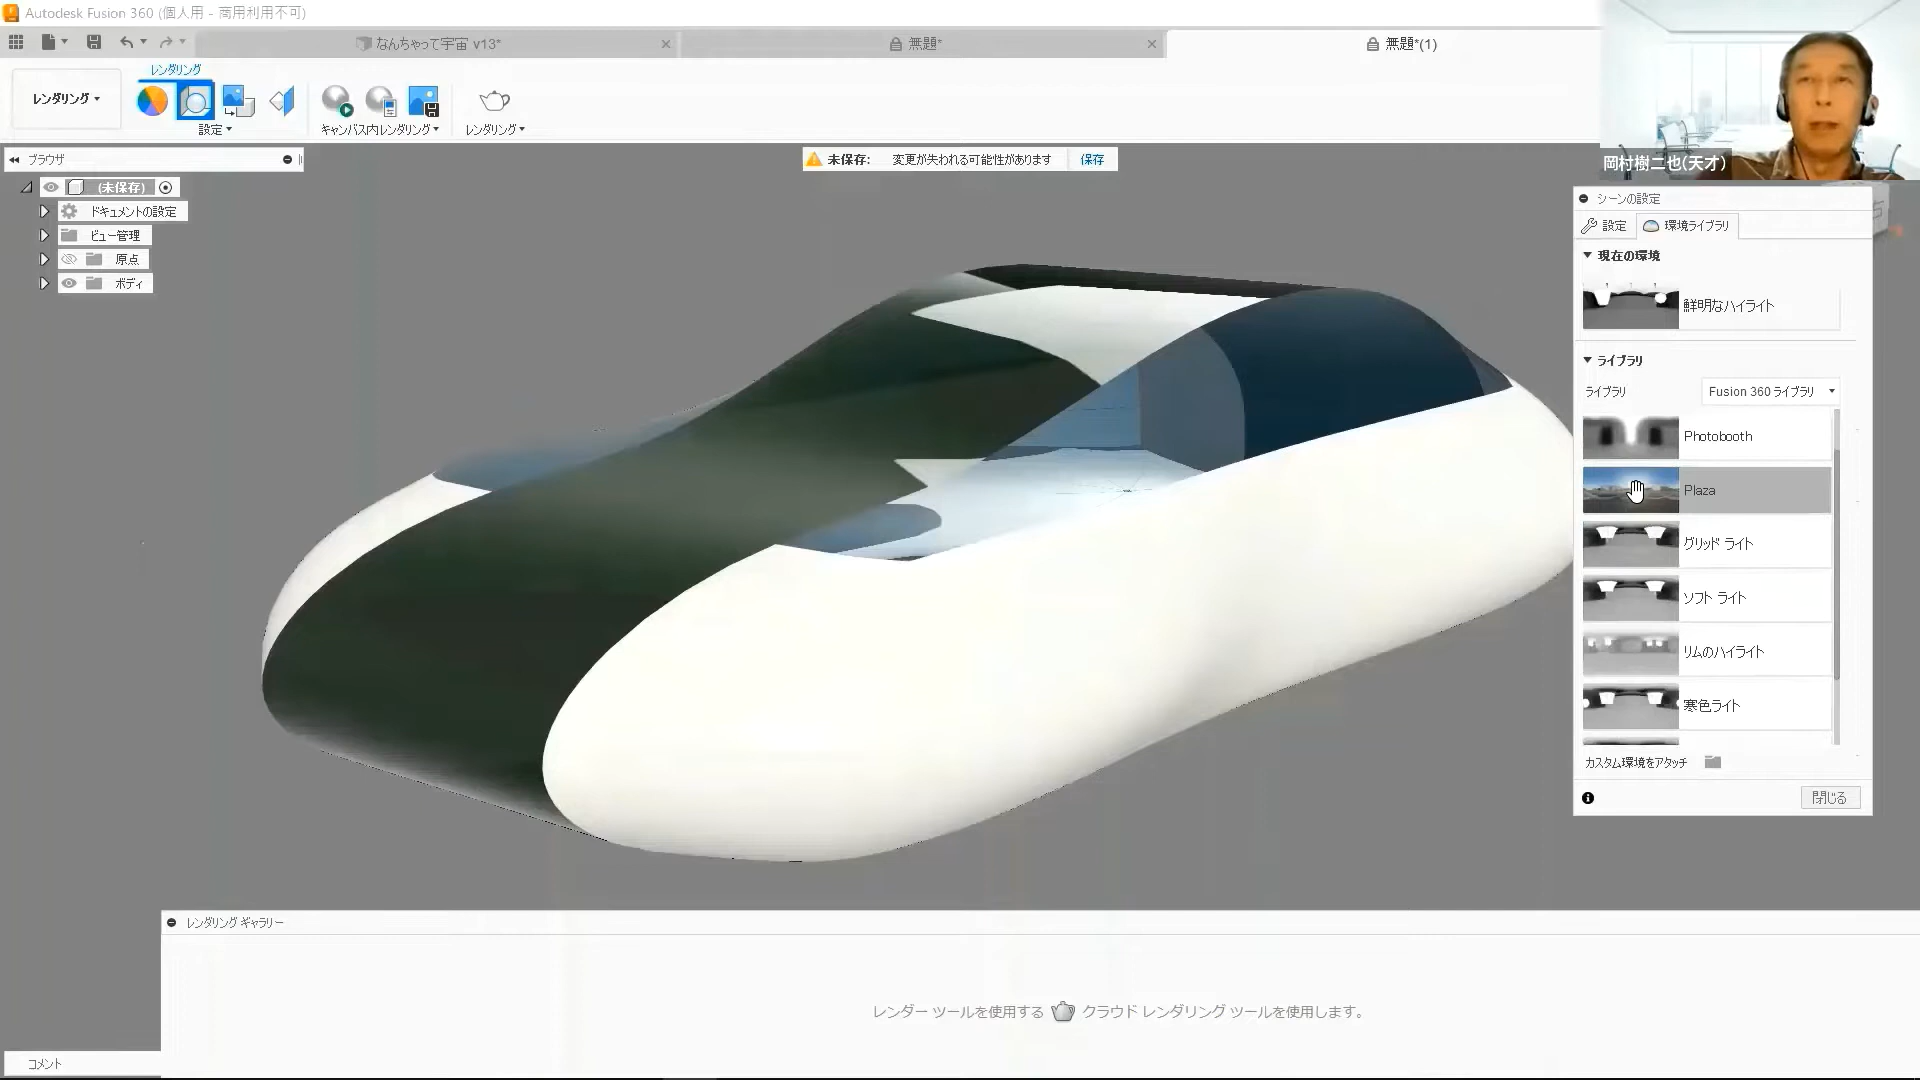 Autodesk Fusion 360 (個人用 - 商用利用不可)
なんちゃって宇宙 v13*
無題*
無題*(1)
レンダリング
レンダリング
設定
キャンバス内レンダリング
レンダリング
ブラウザ
未保存: 変更が失われる可能性があります 保存
岡村樹二也(天才)
(未保存)
ドキュメントの設定
ビュー管理
原点
ボディ
シーンの設定
設定 環境ライブラリ
現在の環境
鮮明なハイライト
ライブラリ
ライブラリ Fusion 360 ライブラリ
Photobooth
Plaza
グリッド ライト
ソフト ライト
リムのハイライト
寒色ライト
カスタム環境をアタッチ
閉じる
レンダリング ギャラリー
レンダー ツールを使用する クラウド レンダリング ツールを使用します。
コメント